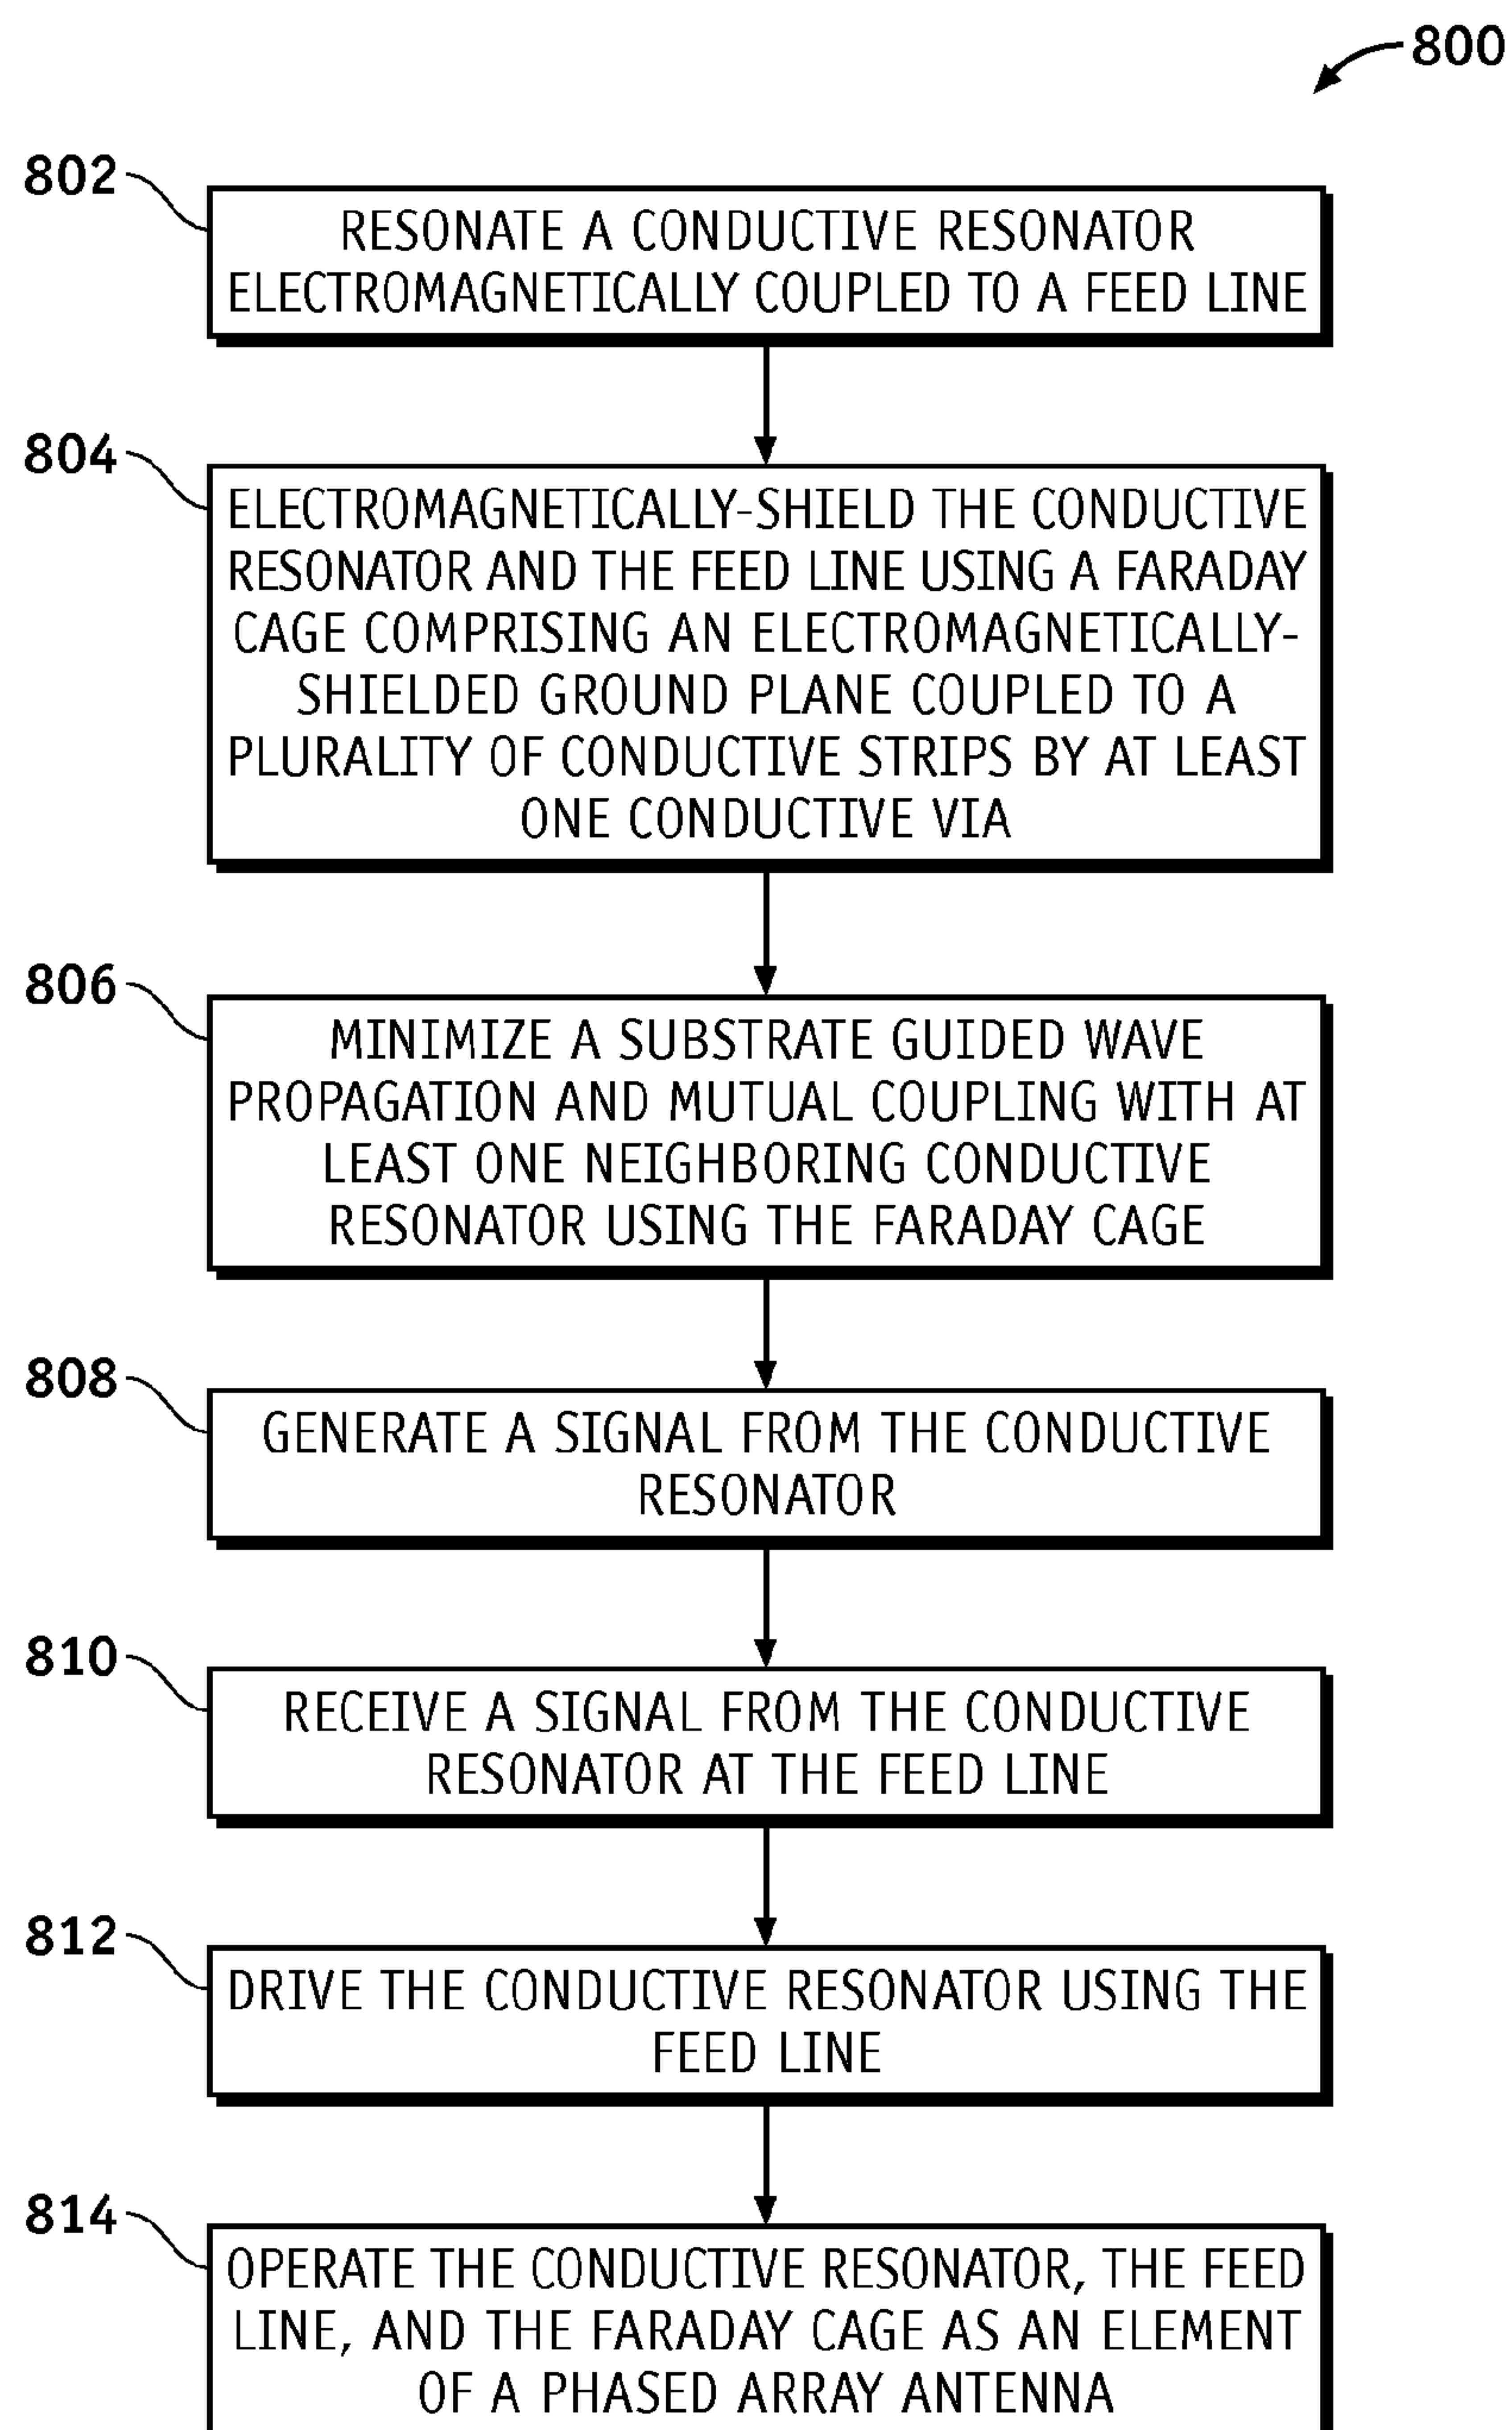 800
802
RESONATE A CONDUCTIVE RESONATOR
ELECTROMAGNETICALLY COUPLED TO A FEED LINE
804
ELECTROMAGNETICALLY-SHIELD THE CONDUCTIVE
RESONATOR AND THE FEED LINE USING A FARADAY
CAGE COMPRISING AN ELECTROMAGNETICALLY-
SHIELDED GROUND PLANE COUPLED TO A
PLURALITY OF CONDUCTIVE STRIPS BY AT LEAST
ONE CONDUCTIVE VIA
806
MINIMIZE A SUBSTRATE GUIDED WAVE
PROPAGATION AND MUTUAL COUPLING WITH AT
LEAST ONE NEIGHBORING CONDUCTIVE
RESONATOR USING THE FARADAY CAGE
808
GENERATE A SIGNAL FROM THE CONDUCTIVE
RESONATOR
810
RECEIVE A SIGNAL FROM THE CONDUCTIVE
RESONATOR AT THE FEED LINE
812
DRIVE THE CONDUCTIVE RESONATOR USING THE
FEED LINE
814
OPERATE THE CONDUCTIVE RESONATOR, THE FEED
LINE, AND THE FARADAY CAGE AS AN ELEMENT
OF A PHASED ARRAY ANTENNA